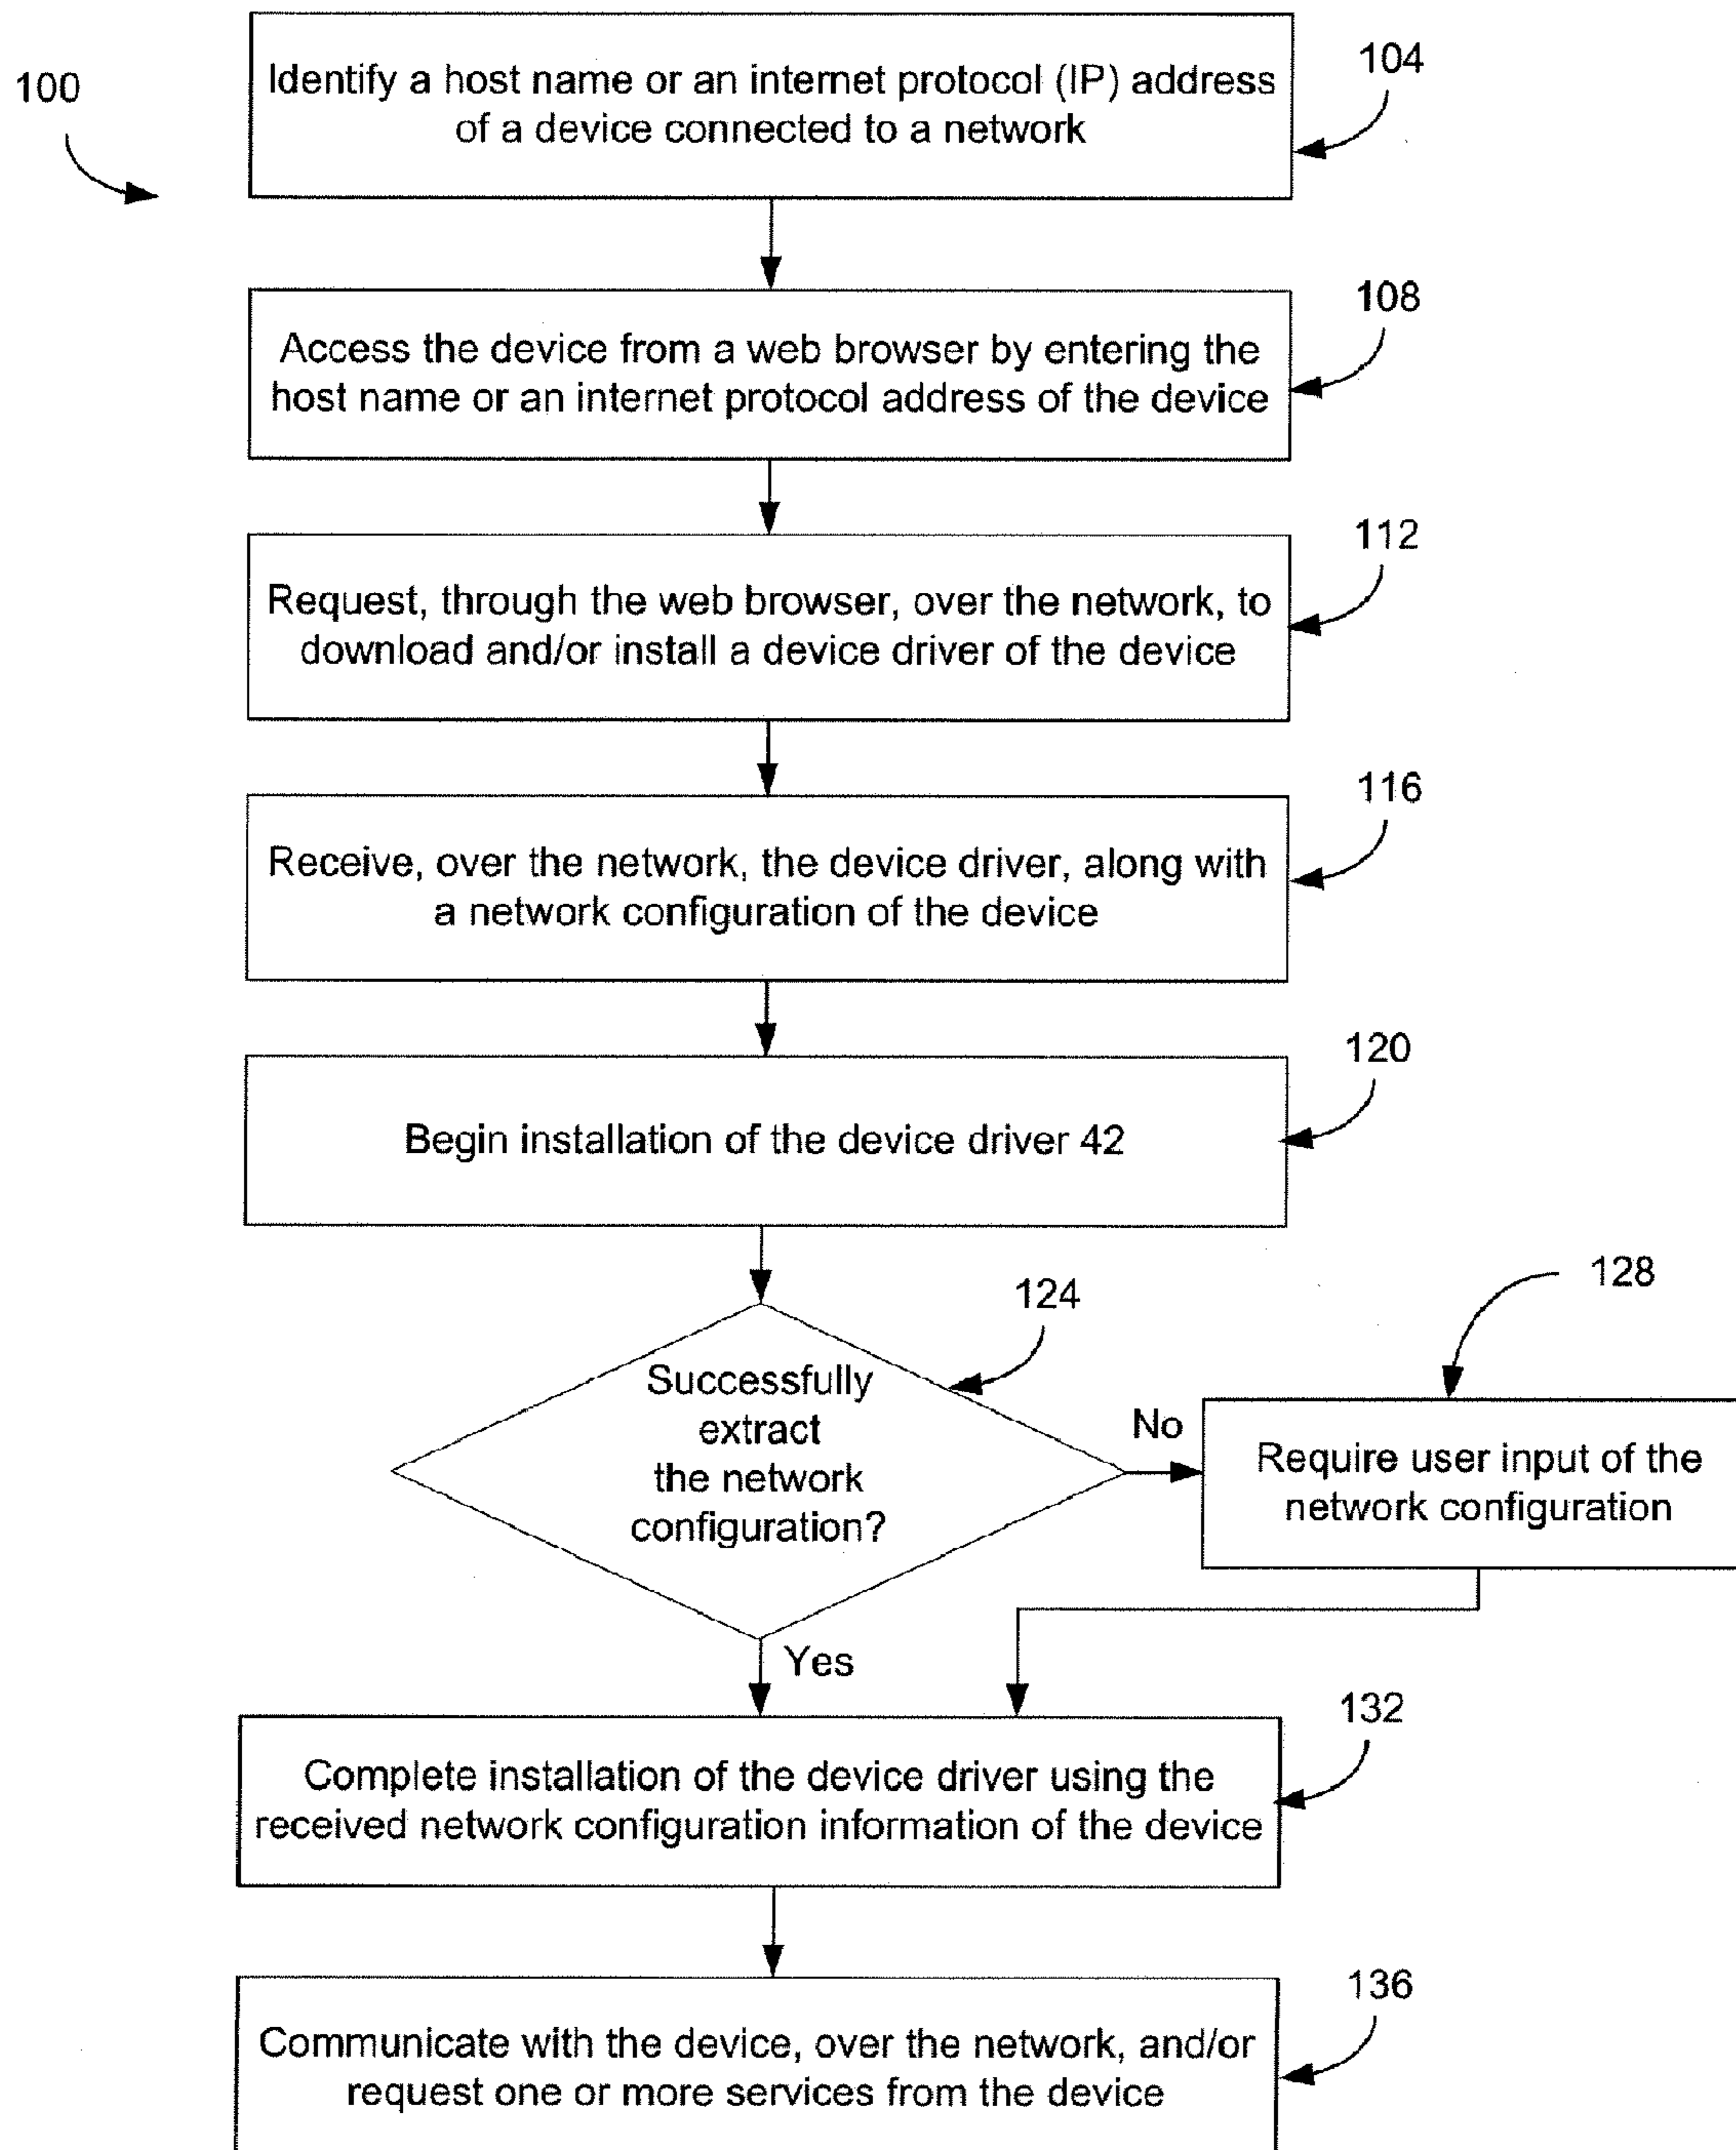 100
Identify a host name or an internet protocol (IP) address
of a device connected to a network
104
Access the device from a web browser by entering the
host name or an internet protocol address of the device
108
Request, through the web browser, over the network, to
download and/or install a device driver of the device
112
Receive, over the network, the device driver, along with
a network configuration of the device
116
Begin installation of the device driver 42
120
Successfully
extract
the network
configuration?
124
No
Require user input of the
network configuration
128
Yes
Complete installation of the device driver using the
received network configuration information of the device
132
Communicate with the device, over the network, and/or
request one or more services from the device
136